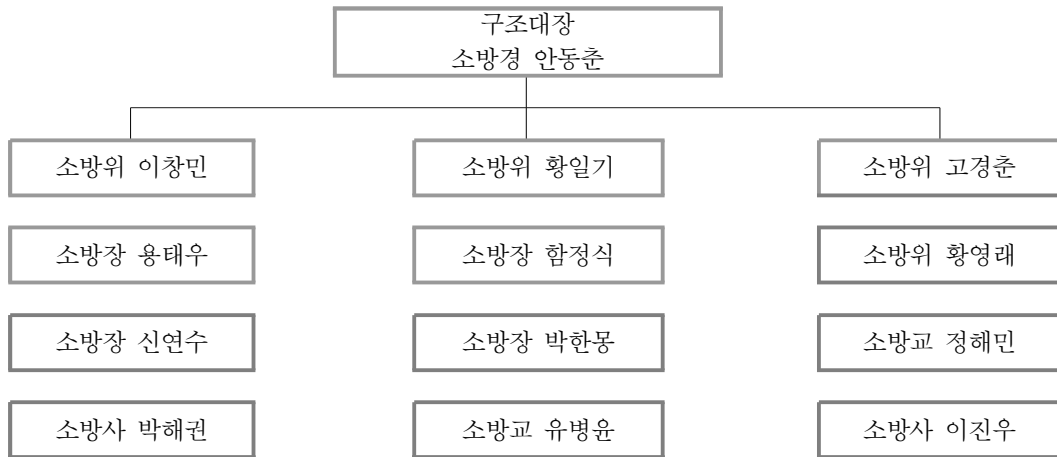 구조대장
소방경 안동춘
소방위 이창민
소방위 황일기
소방위 고경춘
소방장 용태우
소방장 함정식
소방위 황영래
소방장 신연수
소방장 박한몽
소방교 정해민
소방사 박해권
소방교 유병윤
소방사 이진우